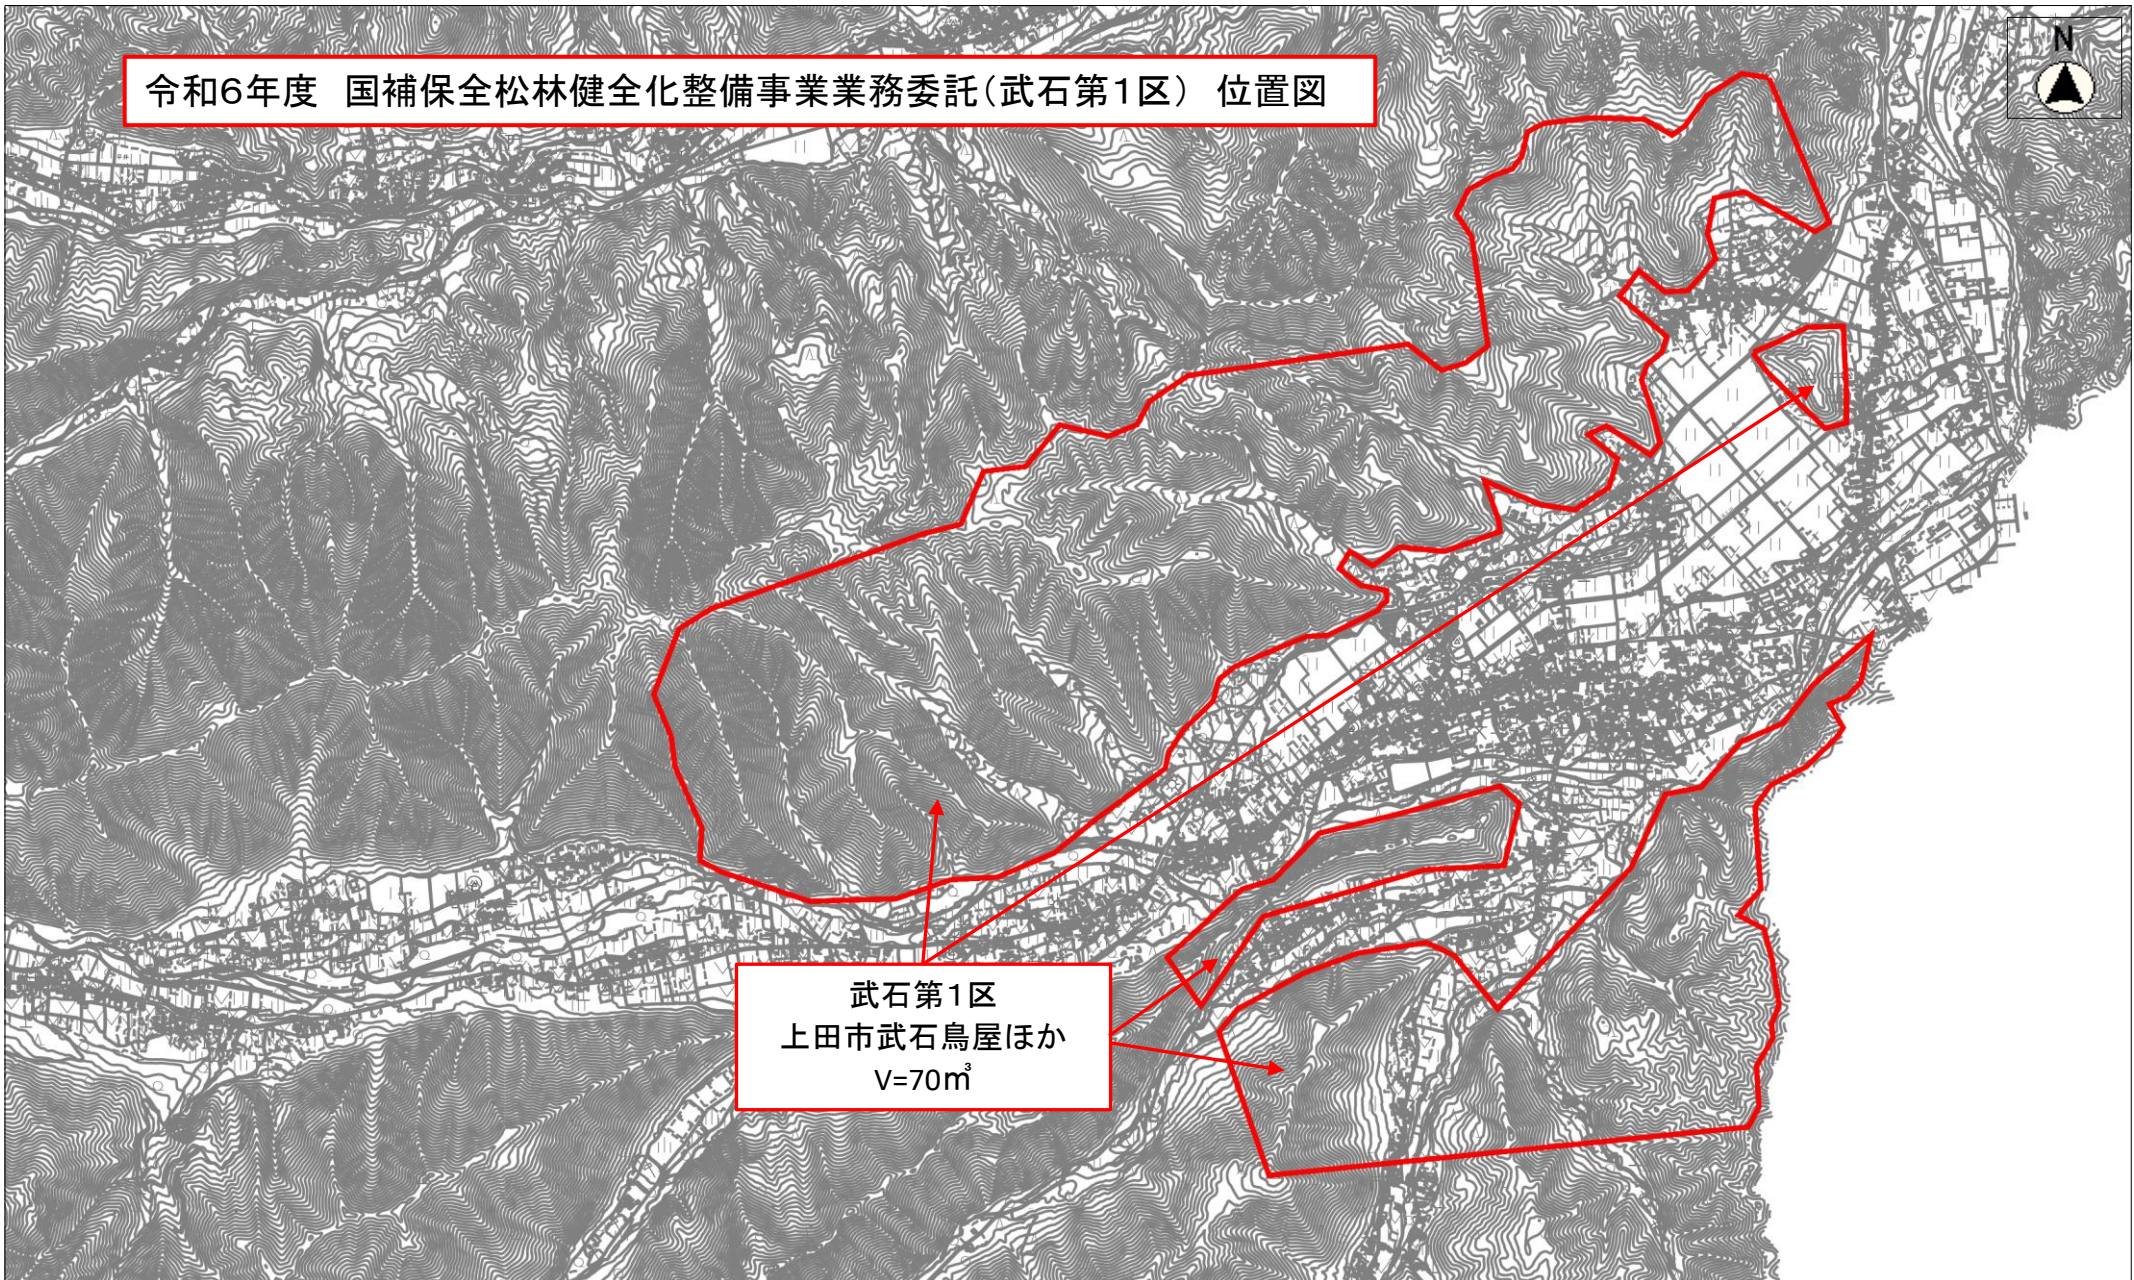 令和6年度　国補保全松林健全化整備事業業務委託（武石第1区）　位置図
N
武石第1区
上田市武石鳥屋ほか
V=70㎥